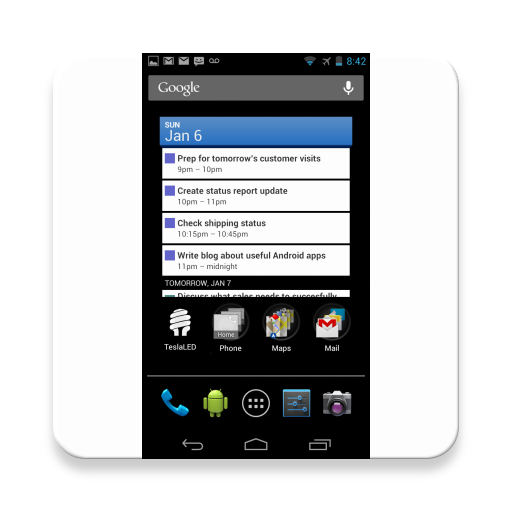 8:42
Google
SUN
Jan 6
Prep for tomorrow's customer visits
9pm – 10pm
Create status report update
10pm – 11pm
Check shipping status
10:15pm – 10:45pm
Write blog about useful Android apps
11pm – midnight
TOMORROW, JAN 7
Discuss what sales needs to succesfully
Home
TeslaLED
Phone
Maps
Mail